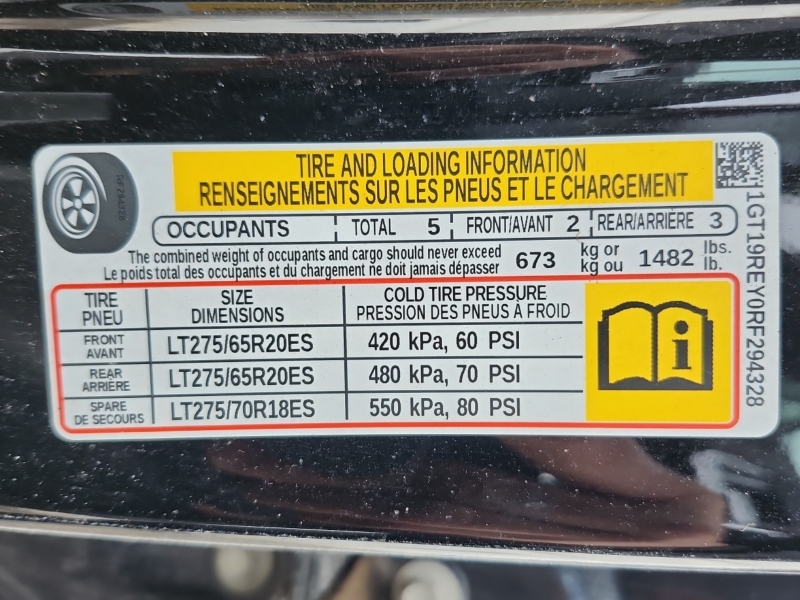 TIRE AND LOADING INFORMATION
RENSEIGNEMENTS SUR LES PNEUS ET LE CHARGEMENT
RF294328
OCCUPANTS TOTAL 5 FRONT/AVANT 2 REAR/ARRIÈRE 3
The combined weight of occupants and cargo should never exceed 673 kg or 1482 lbs.
Le poids total des occupants et du chargement ne doit jamais dépasser kg ou lb.
TIRE SIZE COLD TIRE PRESSURE
PNEU DIMENSIONS PRESSION DES PNEUS À FROID
FRONT
AVANT LT275/65R20ES 420 kPa, 60 PSI
REAR
ARRIÈRE LT275/65R20ES 480 kPa, 70 PSI
SPARE
DE SECOURS LT275/70R18ES 550 kPa, 80 PSI
1GT19REY0RF294328